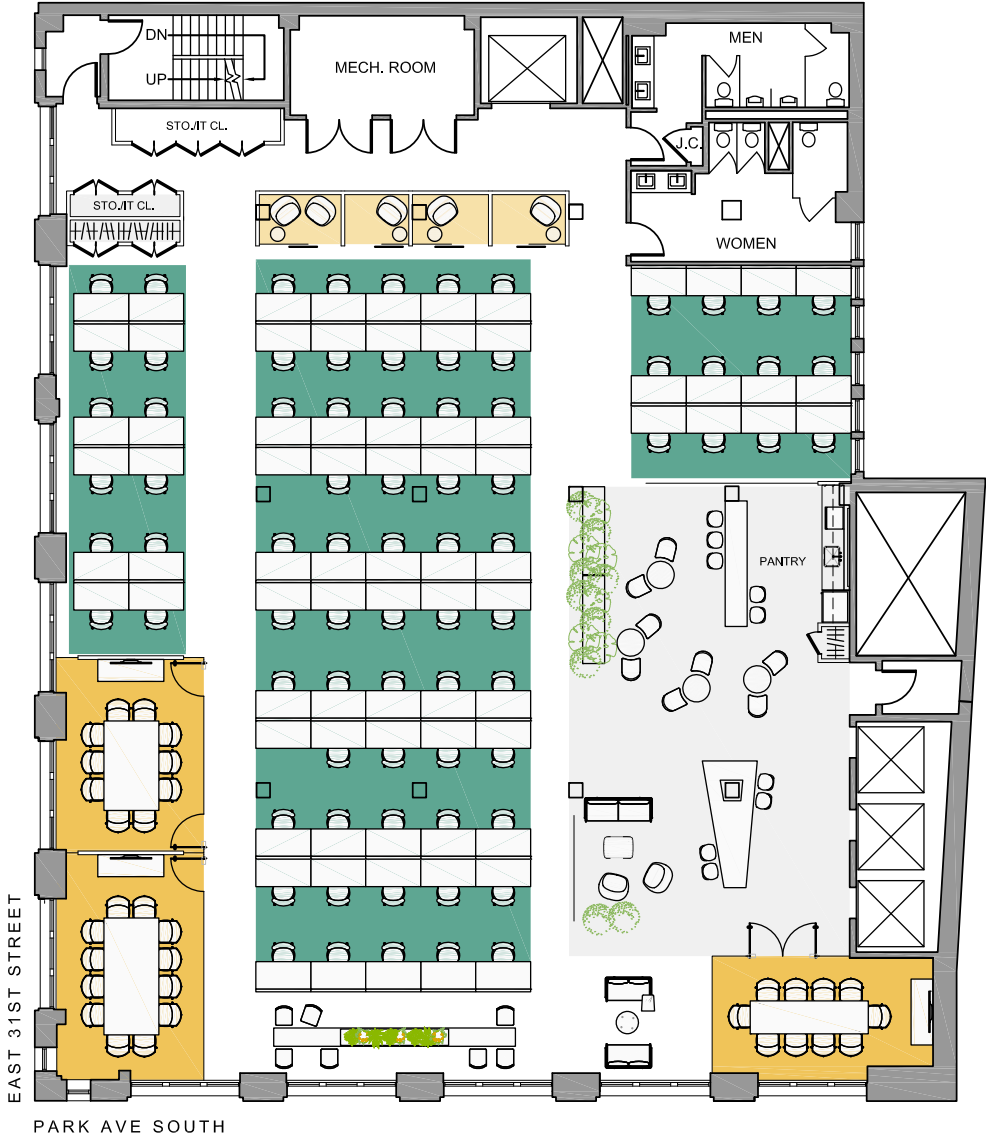 DN
MEN
MECH. ROOM
UP
STO./IT CL.
J.C.
STO./IT CL.
WOMEN
PANTRY
EAST 31ST STREET
PARK AVE SOUTH